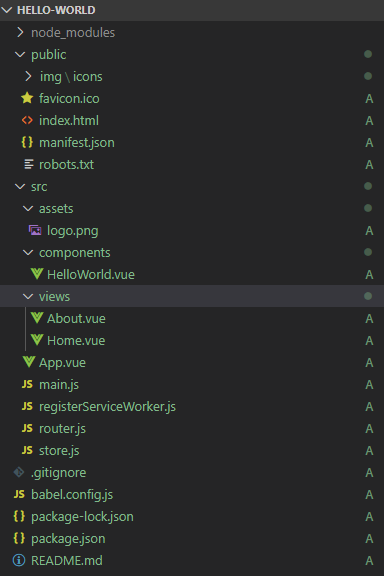 HELLO-WORLD
node_modules
public
img \ icons
favicon.ico A
<> index.html A
{} manifest.json A
robots.txt A
src
assets
logo.png A
components
HelloWorld.vue A
views
About.vue A
Home.vue A
App.vue A
JS main.js A
JS registerServiceWorker.js A
JS router.js A
JS store.js A
.gitignore A
babel.config.js A
{} package-lock.json A
{} package.json A
README.md A